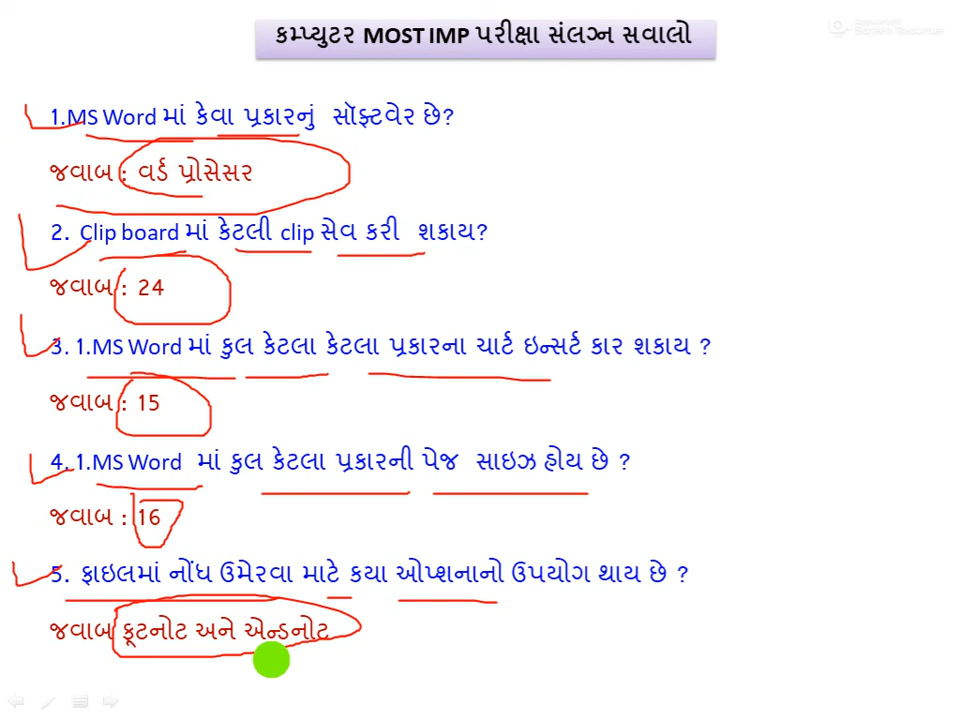 કમ્પ્યુટર MOST IMP પરીક્ષા સંલગ્ન સવાલો
1.MS Word માં કેવા પ્રકારનું સૉફ્ટવેર છે?
જવાબ : વર્ડ પ્રોસેસર
2. Clip board માં કેટલી clip સેવ કરી શકાય?
જવાબ : 24
3. 1.MS Word માં કુલ કેટલા કેટલા પ્રકારના ચાર્ટ ઇન્સર્ટ કાર શકાય ?
જવાબ : 15
4. 1.MS Word માં કુલ કેટલા પ્રકારની પેજ સાઇઝ હોય છે ?
જવાબ : 16
5. ફાઇલમાં નોંધ ઉમેરવા માટે કયા ઓપ્શનાનો ઉપયોગ થાય છે ?
જવાબ ફૂટનોટ અને એન્ડનોટ